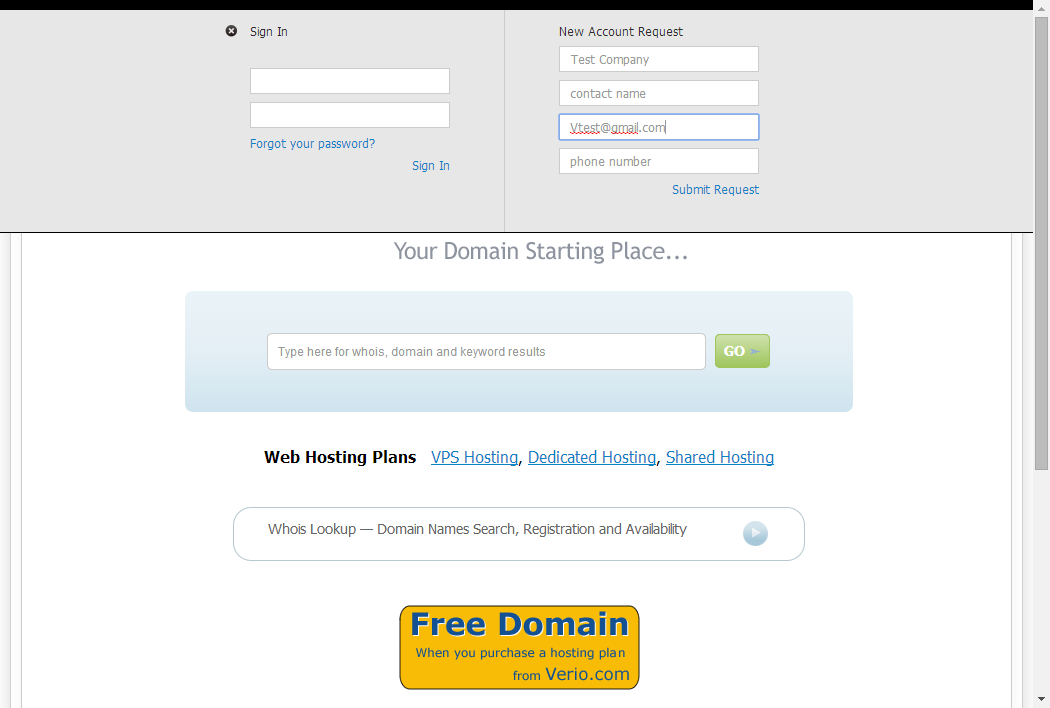 Sign In
Forgot your password?
Sign In
New Account Request
Test Company
contact name
Vtest@gmail.com
phone number
Submit Request
Your Domain Starting Place...
Type here for whois, domain and keyword results
GO ➢
Web Hosting Plans VPS Hosting, Dedicated Hosting, Shared Hosting
Whois Lookup — Domain Names Search, Registration and Availability
Free Domain
When you purchase a hosting plan
from Verio.com